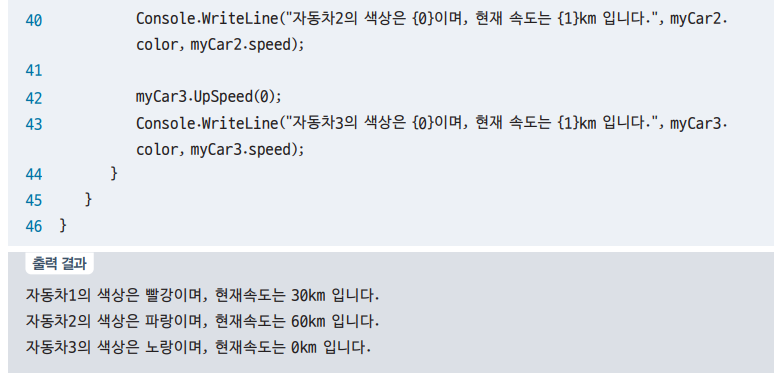 40 Console.WriteLine("자동차2의 색상은 {0}이며, 현재 속도는 {1}km 입니다.", myCar2.
color, myCar2.speed);
41
42 myCar3.UpSpeed(0);
43 Console.WriteLine("자동차3의 색상은 {0}이며, 현재 속도는 {1}km 입니다.", myCar3.
color, myCar3.speed);
44 }
45 }
46 }
출력 결과
자동차1의 색상은 빨강이며, 현재속도는 30km 입니다.
자동차2의 색상은 파랑이며, 현재속도는 60km 입니다.
자동차3의 색상은 노랑이며, 현재속도는 0km 입니다.